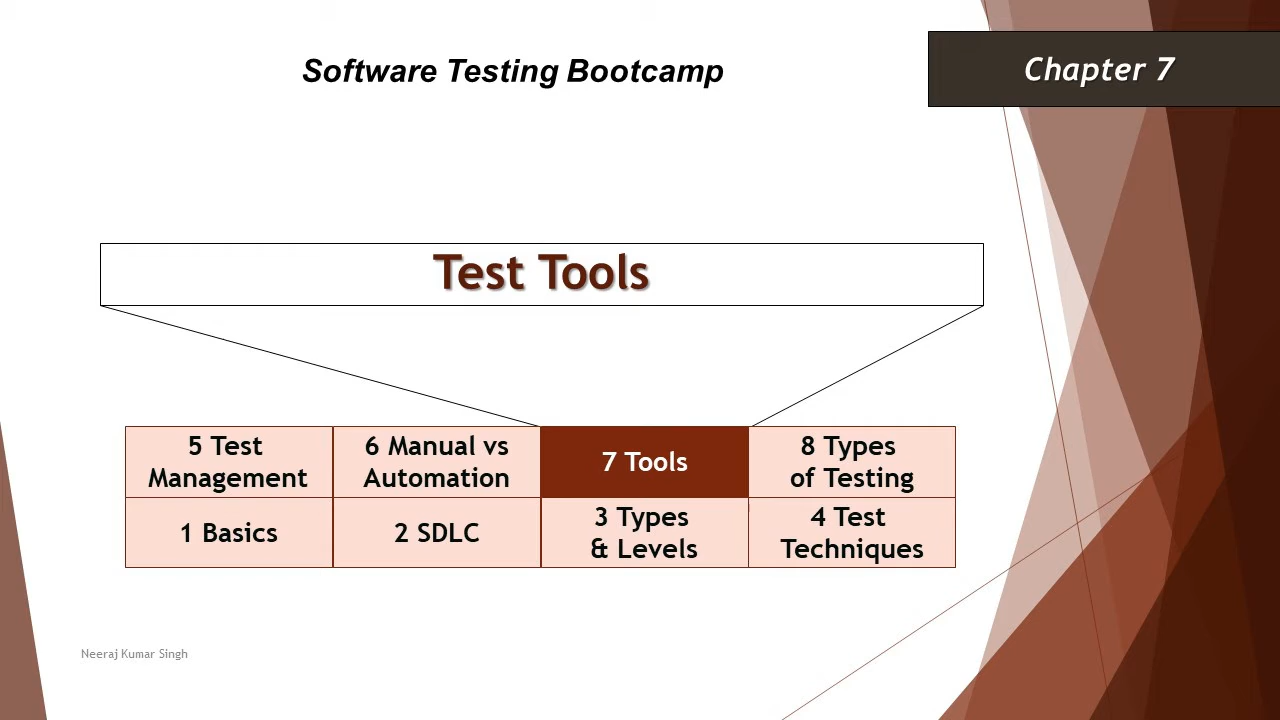 Software Testing Bootcamp
Chapter 7
Test Tools
5 Test
Management
6 Manual vs
Automation
7 Tools
8 Types
of Testing
1 Basics
2 SDLC
3 Types
& Levels
4 Test
Techniques
Neeraj Kumar Singh